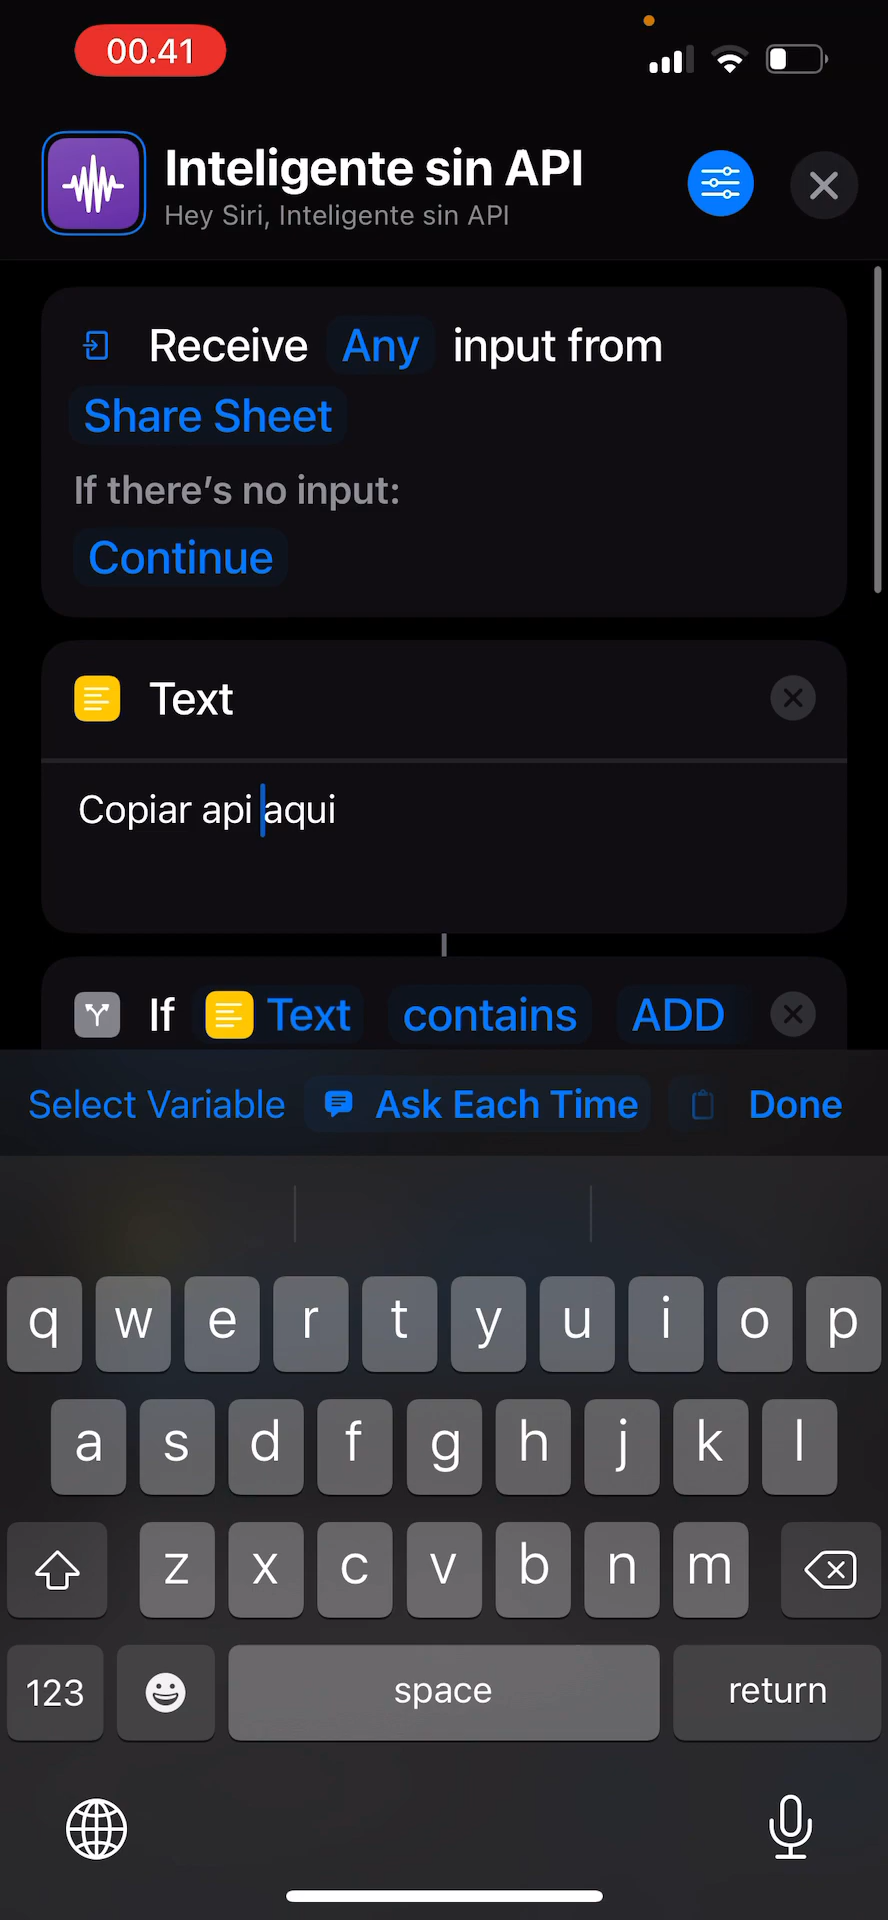 00.41
Inteligente sin API
Hey Siri, Inteligente sin API
Receive Any input from
Share Sheet
If there's no input:
Continue
Text
Copiar api aqui
If Text contains ADD
Select Variable Ask Each Time Done
q w e r t y u i o p
a s d f g h j k l
z x c v b n m
123 space return